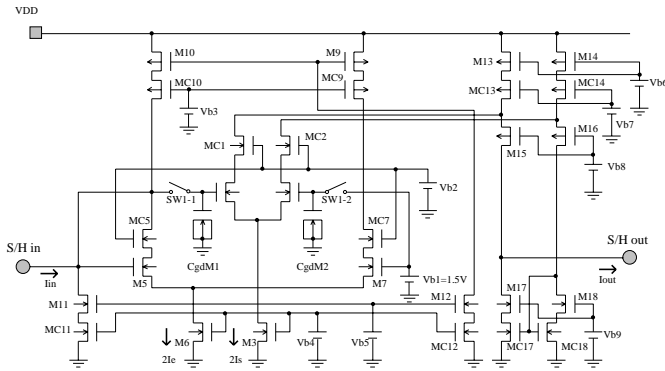 VDD
M10
M9
M13
M14
MC10
MC9
MC13
MC14
Vb6
Vb3
Vb7
MC1
MC2
M15
M16
Vb8
Vb2
SW1-1
SW1-2
MC5
MC7
S/H in
S/H out
CgdM1
CgdM2
Iin
M5
M7
Vb1=1.5V
Iout
M11
M12
M17
M18
MC11
M6
M3
Vb4
Vb5
MC12
MC17
MC18
Vb9
2Ie
2Is